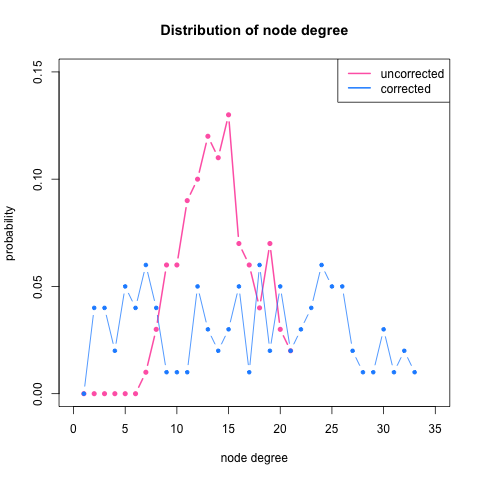 Distribution of node degree
uncorrected
corrected
probability
0.15
0.10
0.05
0.00
0 5 10 15 20 25 30 35
node degree